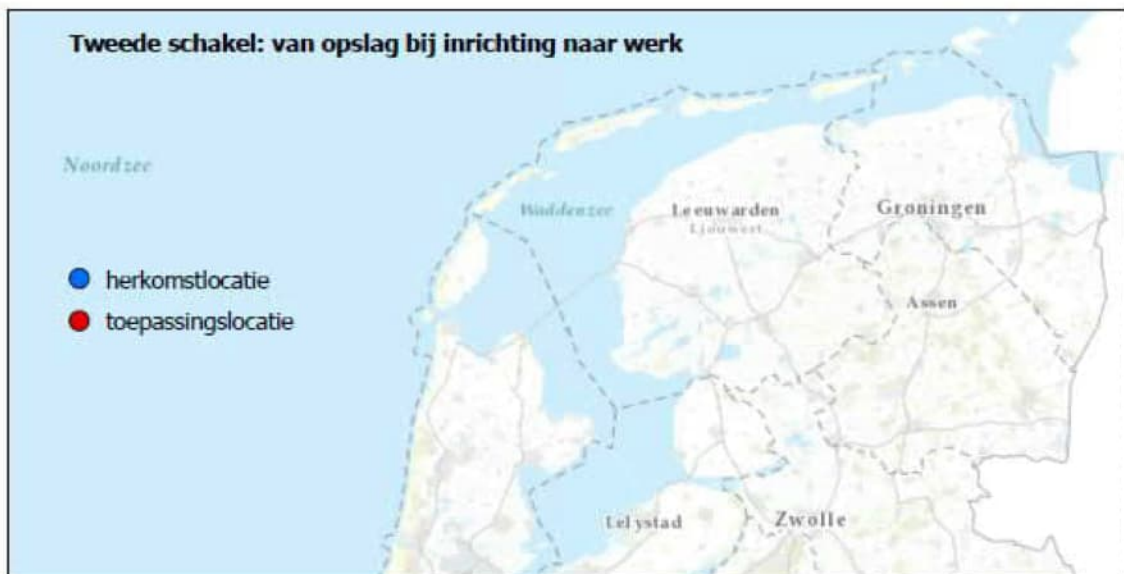 Tweede schakel: van opslag bij inrichting naar werk
Noordzee
Waddenzee
Leeuwarden
Ljouwert
Groningen
herkomstlocatie
Assen
toepassingslocatie
Lelystad
Zwolle